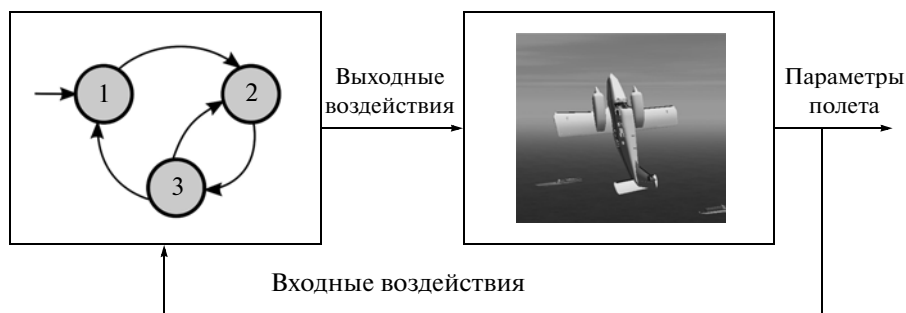 1
2
3
Выходные
воздействия
Параметры
полета
Входные воздействия